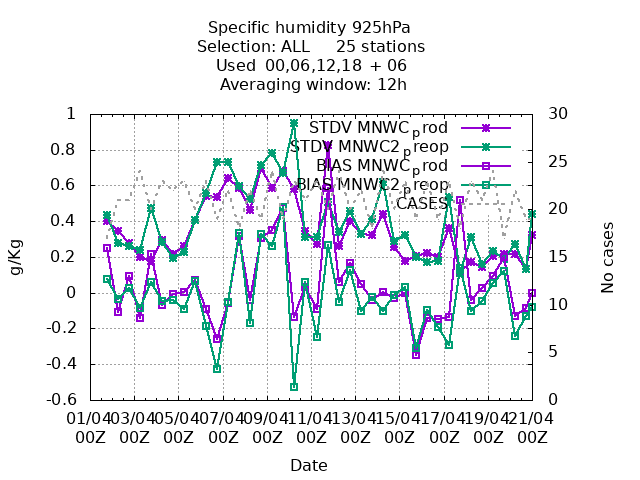 Specific humidity 925hPa
Selection: ALL 25 stations
Used 00,06,12,18 + 06
Averaging window: 12h
STDV MNWC_prod
STDV MNWC2_preop
BIAS MNWC_prod
BIAS MNWC2_preop
CASES
1
0.8
0.6
0.4
0.2
0
-0.2
-0.4
-0.6
30
25
20
15
10
5
0
g/Kg
No cases
01/04 03/04 05/04 07/04 09/04 11/04 13/04 15/04 17/04 19/04 21/04
00Z 00Z 00Z 00Z 00Z 00Z 00Z 00Z 00Z 00Z 00Z
Date